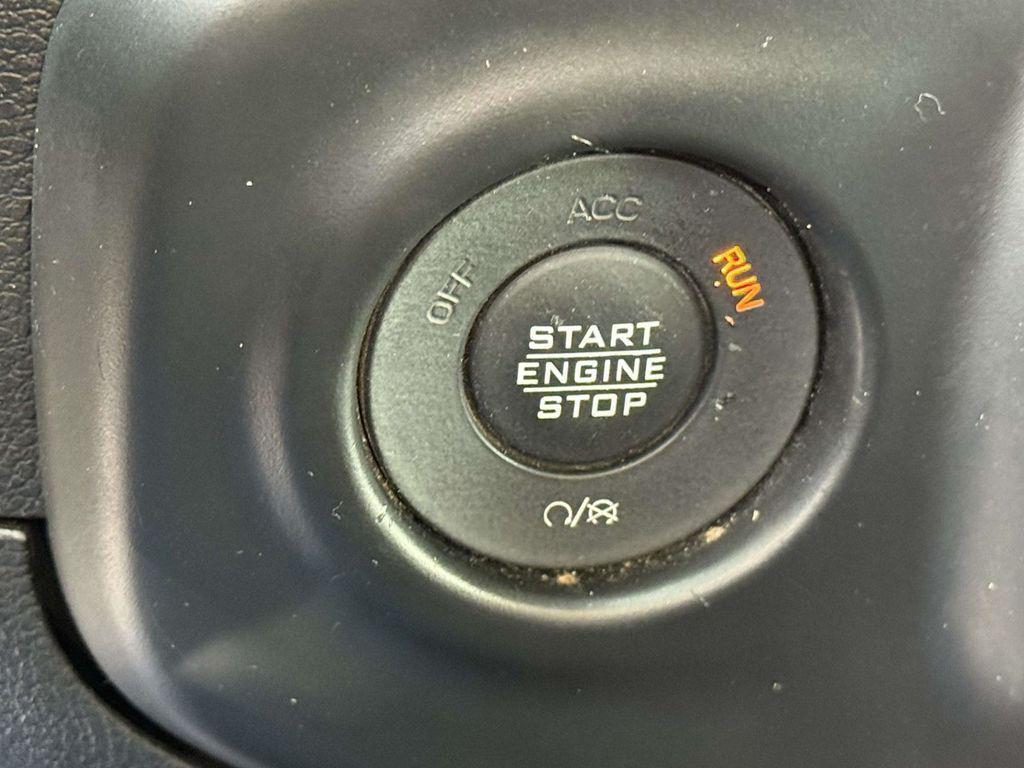 ACC
OFF
RUN
START
ENGINE
STOP